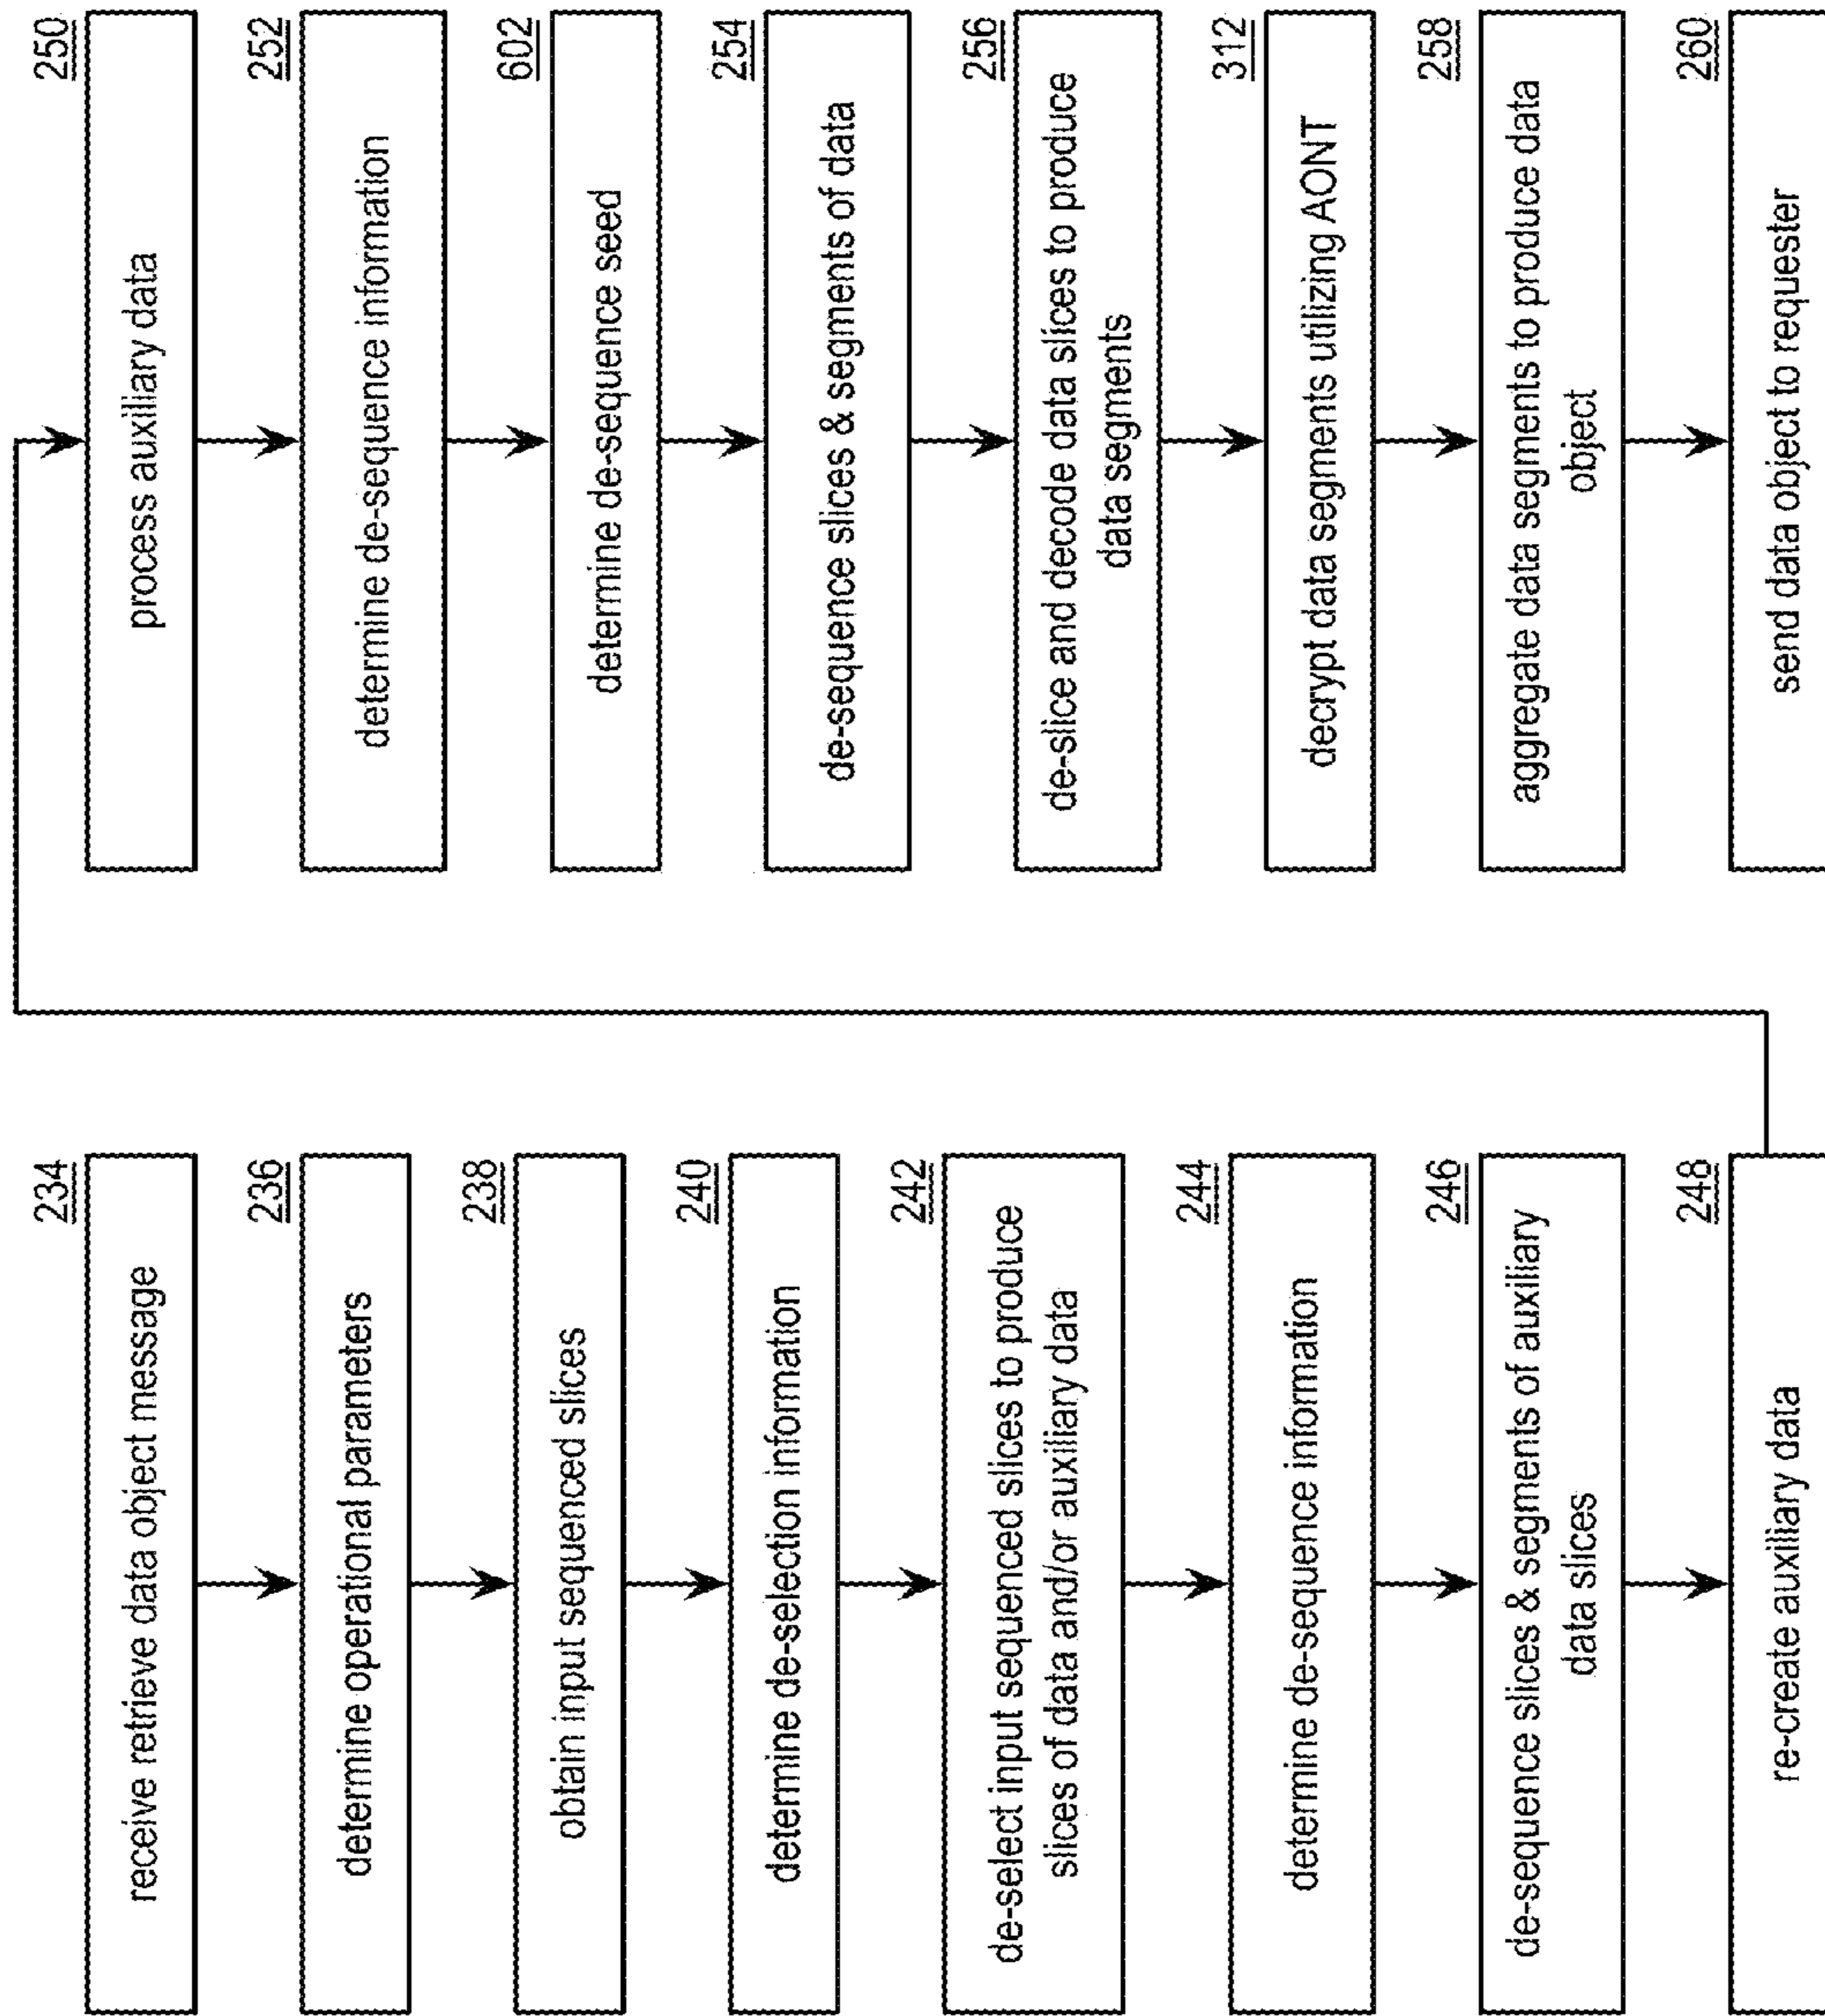 234
receive retrieve data object message
236
determine operational parameters
238
obtain input sequenced slices
240
determine de-selection information
242
de-select input sequenced slices to produce
slices of data and/or auxiliary data
244
determine de-sequence information
246
de-sequence slices & segments of auxiliary
data slices
248
re-create auxiliary data
250
process auxiliary data
252
determine de-sequence information
602
determine de-sequence seed
254
de-sequence slices & segments of data
256
de-slice and decode data slices to produce
data segments
312
decrypt data segments utilizing AONT
258
aggregate data segments to produce data
object
260
send data object to requester